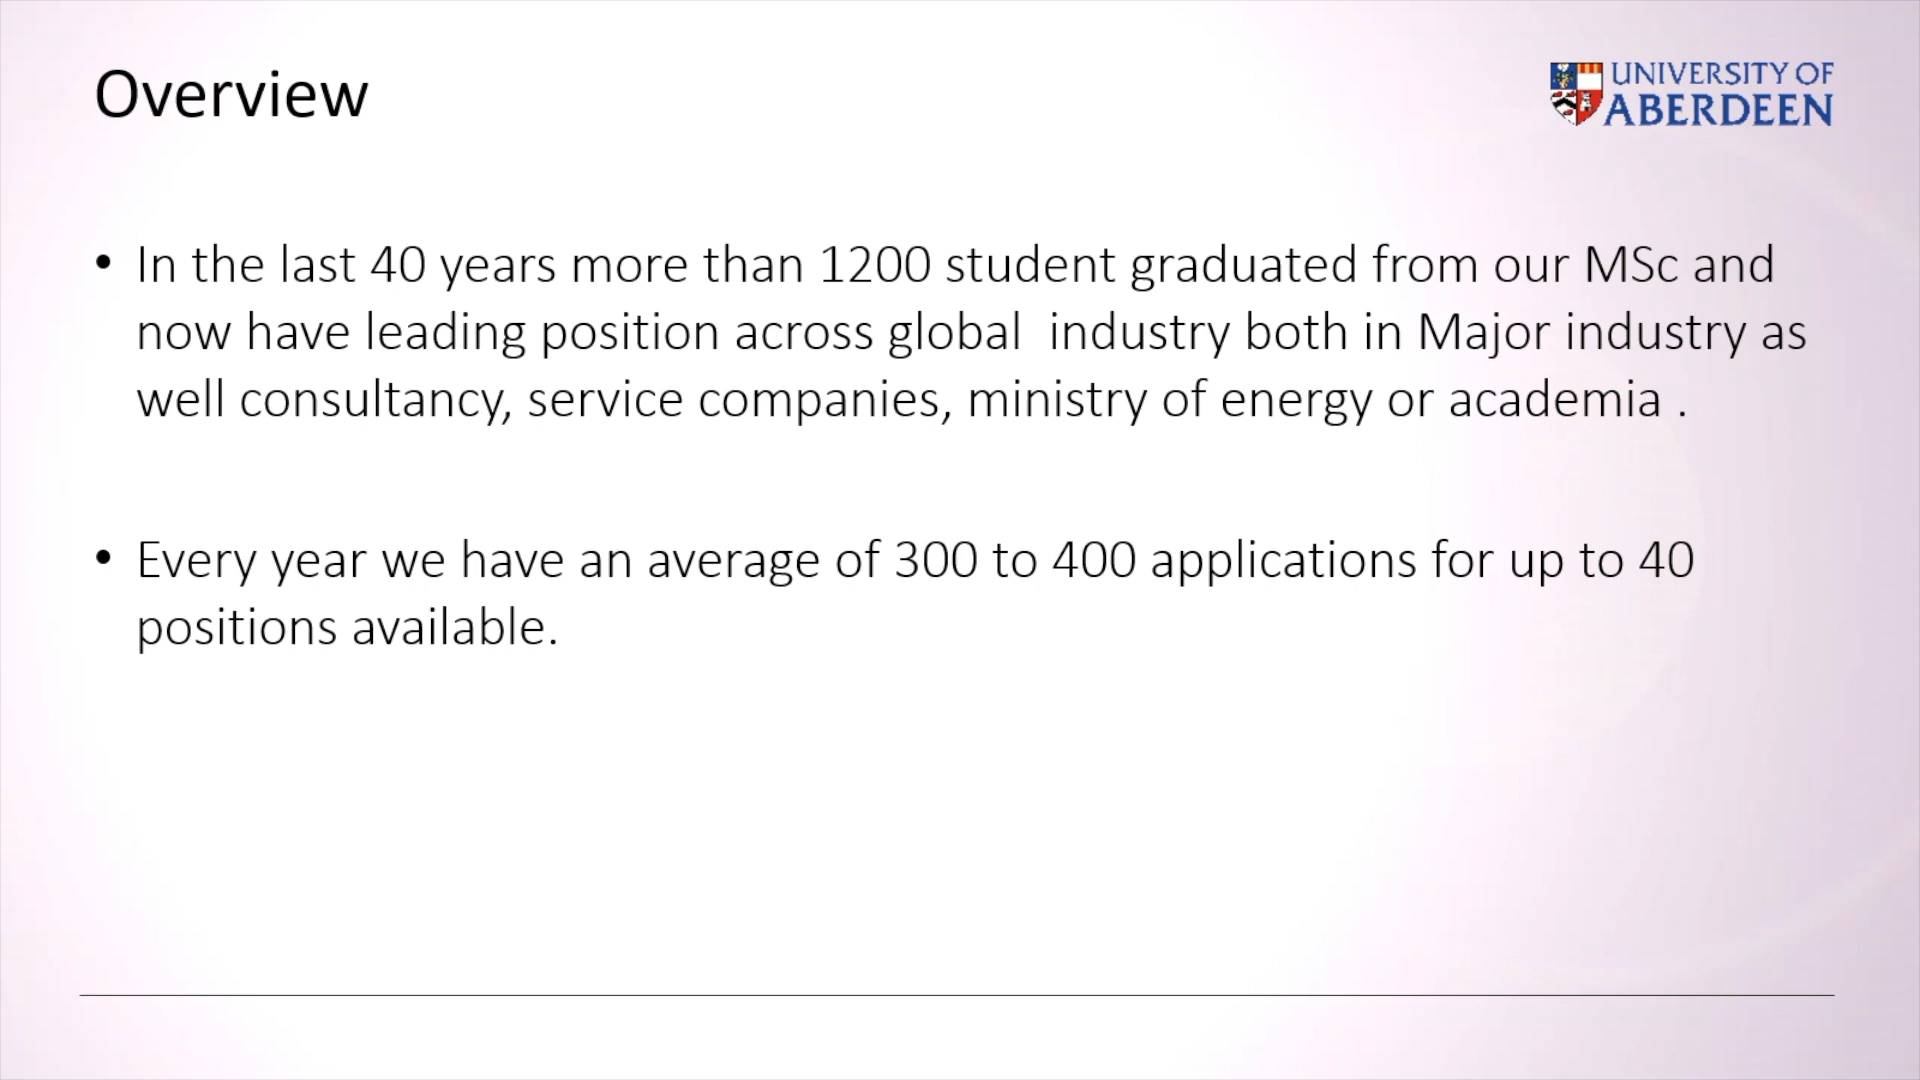 Overview
UNIVERSITY OF
ABERDEEN
• In the last 40 years more than 1200 student graduated from our MSc and
now have leading position across global  industry both in Major industry as
well consultancy, service companies, ministry of energy or academia .
• Every year we have an average of 300 to 400 applications for up to 40
positions available.